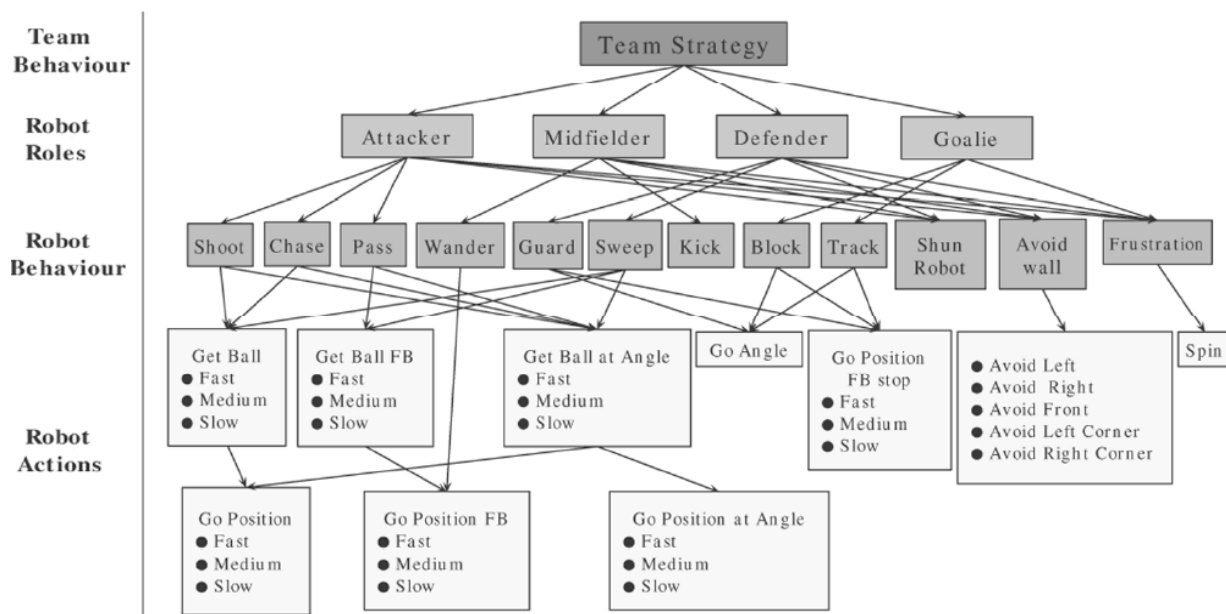 Team
Behaviour
Team Strategy
Robot
Roles
Attacker
Midfielder
Defender
Goalie
Robot
Behaviour
Shoot
Chase
Pass
Wander
Guard
Sweep
Kick
Block
Track
Shun
Robot
Avoid
wall
Frustration
Robot
Actions
Get Ball
● Fast
● Medium
● Slow
Get Ball FB
● Fast
● Medium
● Slow
Get Ball at Angle
● Fast
● Medium
● Slow
Go Angle
Go Position
FB stop
● Fast
● Medium
● Slow
● Avoid Left
● Avoid Right
● Avoid Front
● Avoid Left Corner
● Avoid Right Corner
Spin
Go Position
● Fast
● Medium
● Slow
Go Position FB
● Fast
● Medium
● Slow
Go Position at Angle
● Fast
● Medium
● Slow